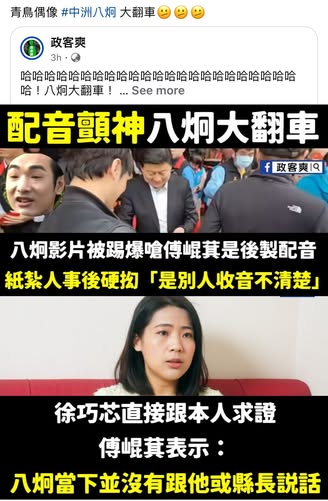 青鳥偶像 #中洲八炯 大翻車🫠🫠🫠
政客爽
3h ·
哈哈哈哈哈哈哈哈哈哈哈哈哈哈哈哈哈哈哈哈哈哈哈
哈！八炯大翻車！ ... See more
配音顫神八炯大翻車
政客爽
八炯影片被踢爆嗆傅崐萁是後製配音
紙紮人事後硬拗「是別人收音不清楚」
徐巧芯直接跟本人求證
傅崐萁表示：
八炯當下並沒有跟他或縣長說話